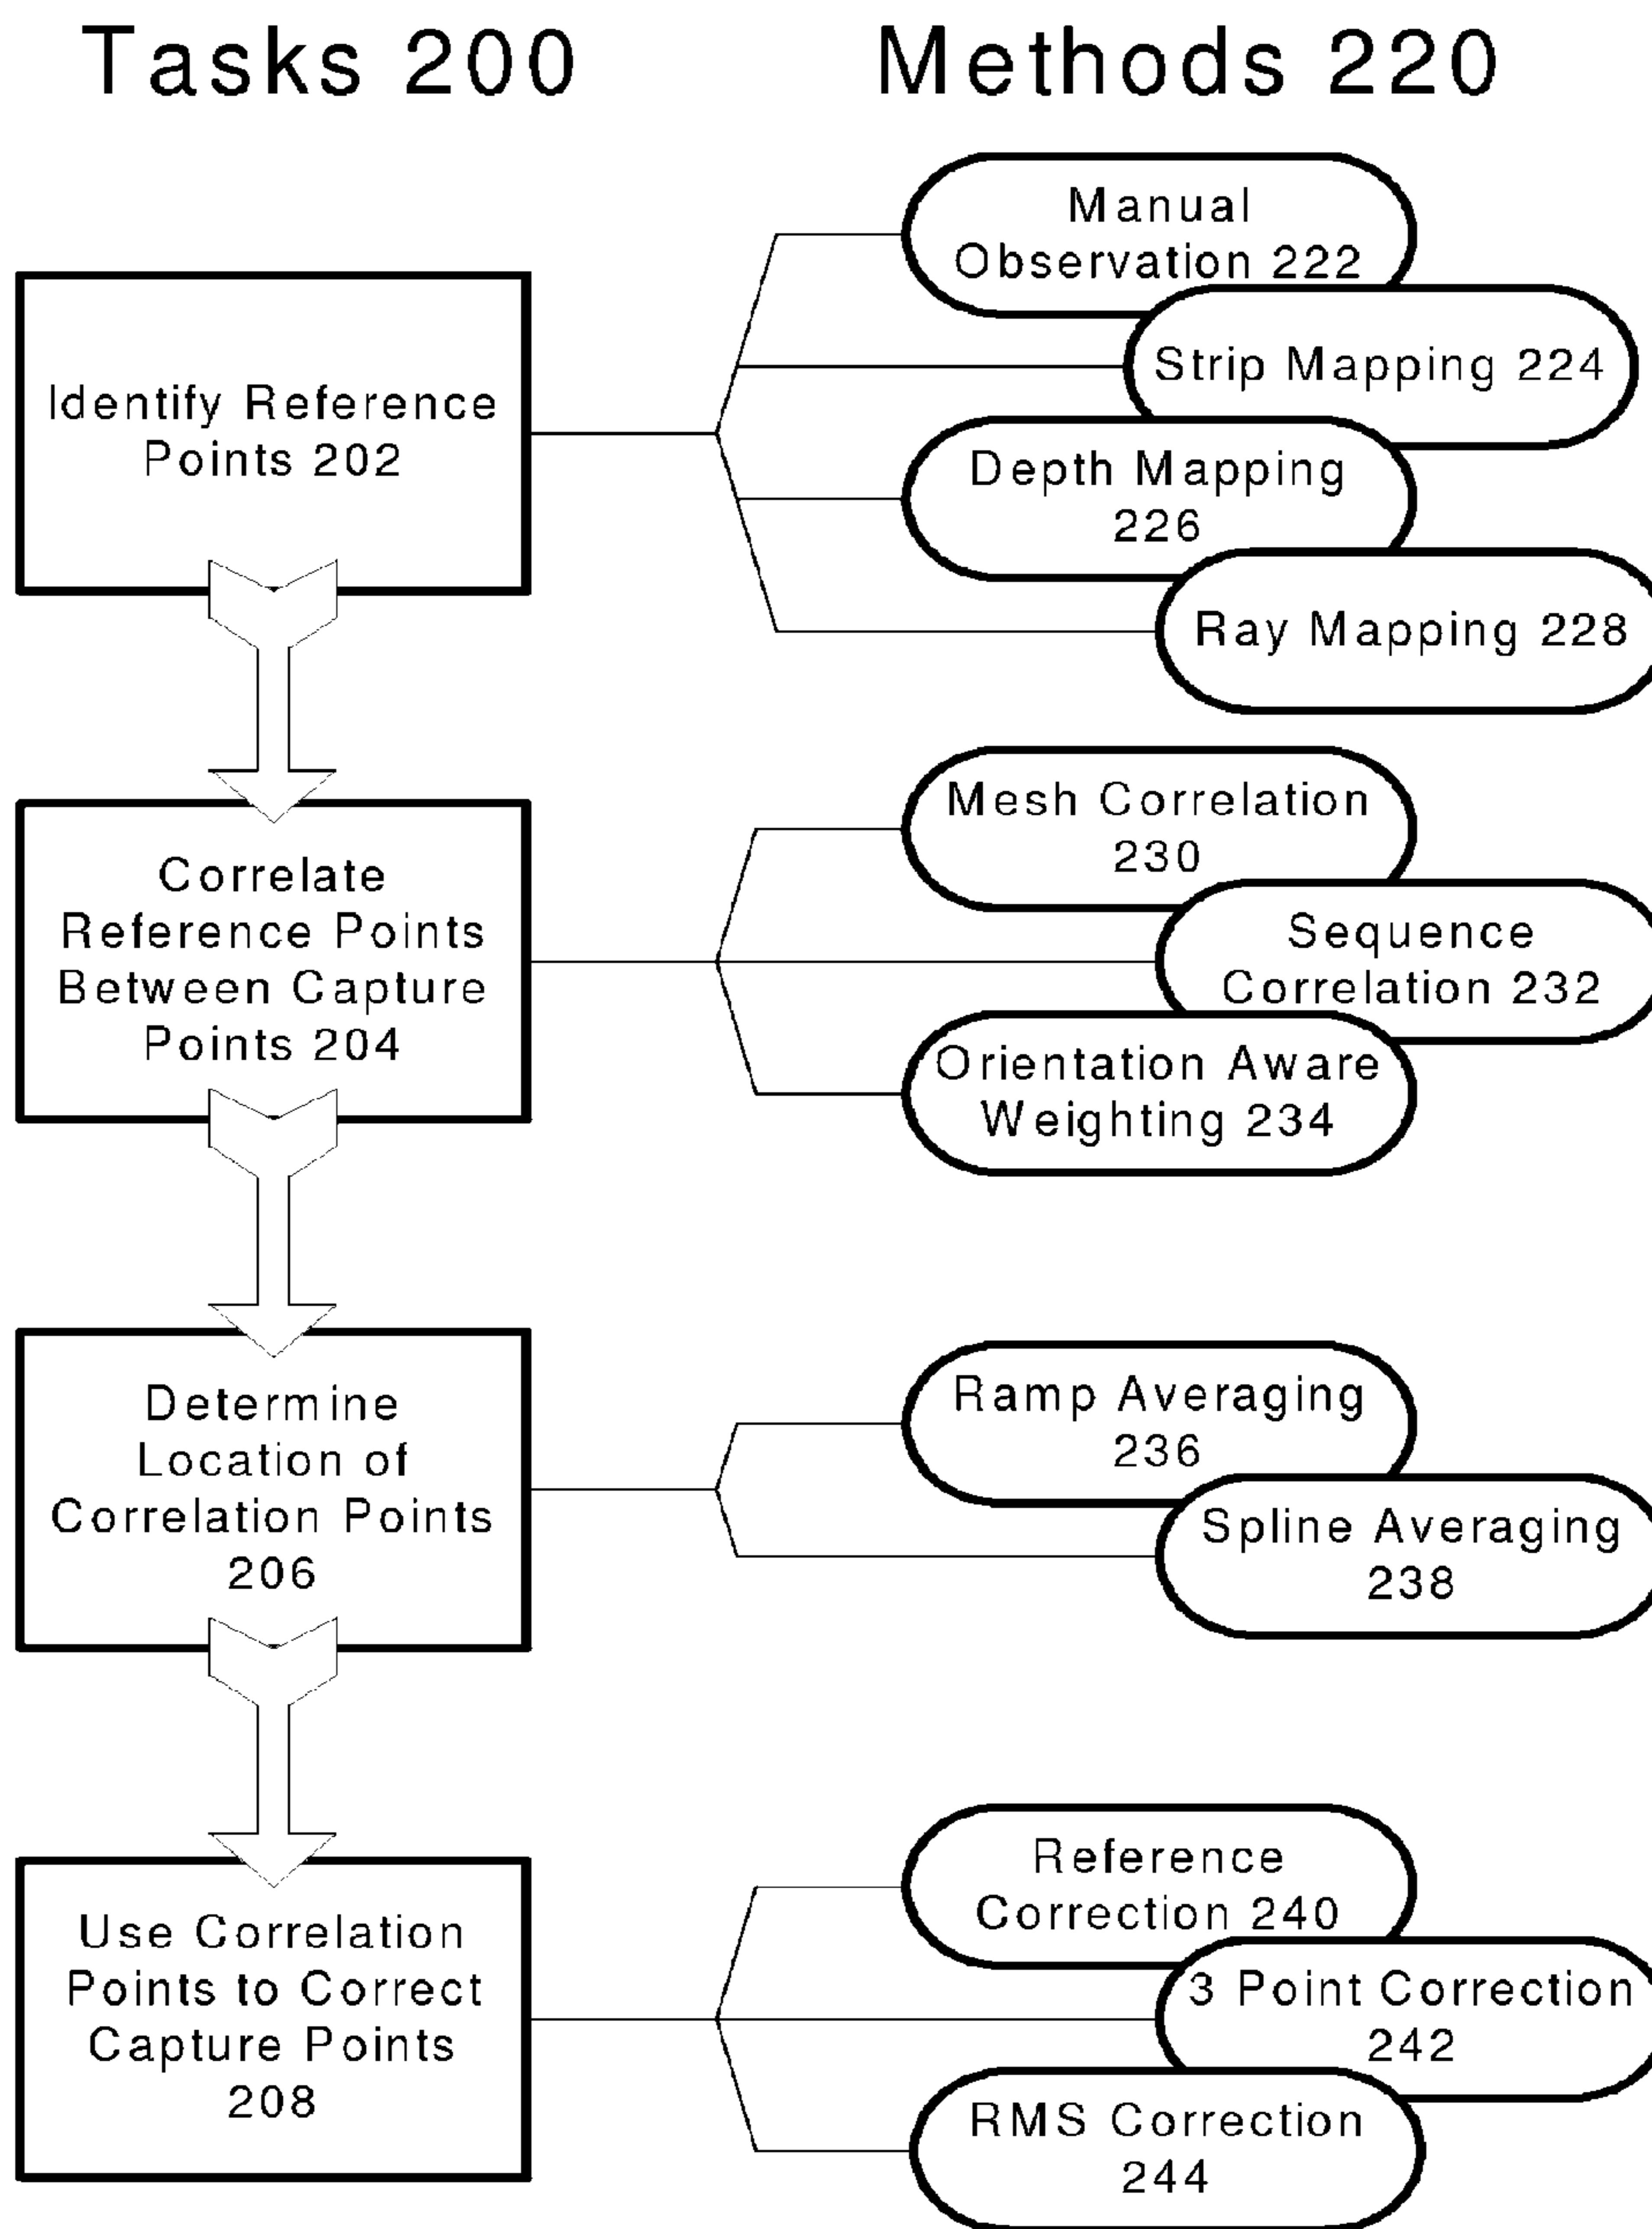 Tasks 200
Methods 220
Identify Reference
Points 202
Manual
Observation 222
Strip Mapping 224
Depth Mapping
226
Ray Mapping 228
Correlate
Reference Points
Between Capture
Points 204
Mesh Correlation
230
Sequence
Correlation 232
Orientation Aware
Weighting 234
Determine
Location of
Correlation Points
206
Ramp Averaging
236
Spline Averaging
238
Use Correlation
Points to Correct
Capture Points
208
Reference
Correction 240
3 Point Correction
242
RMS Correction
244